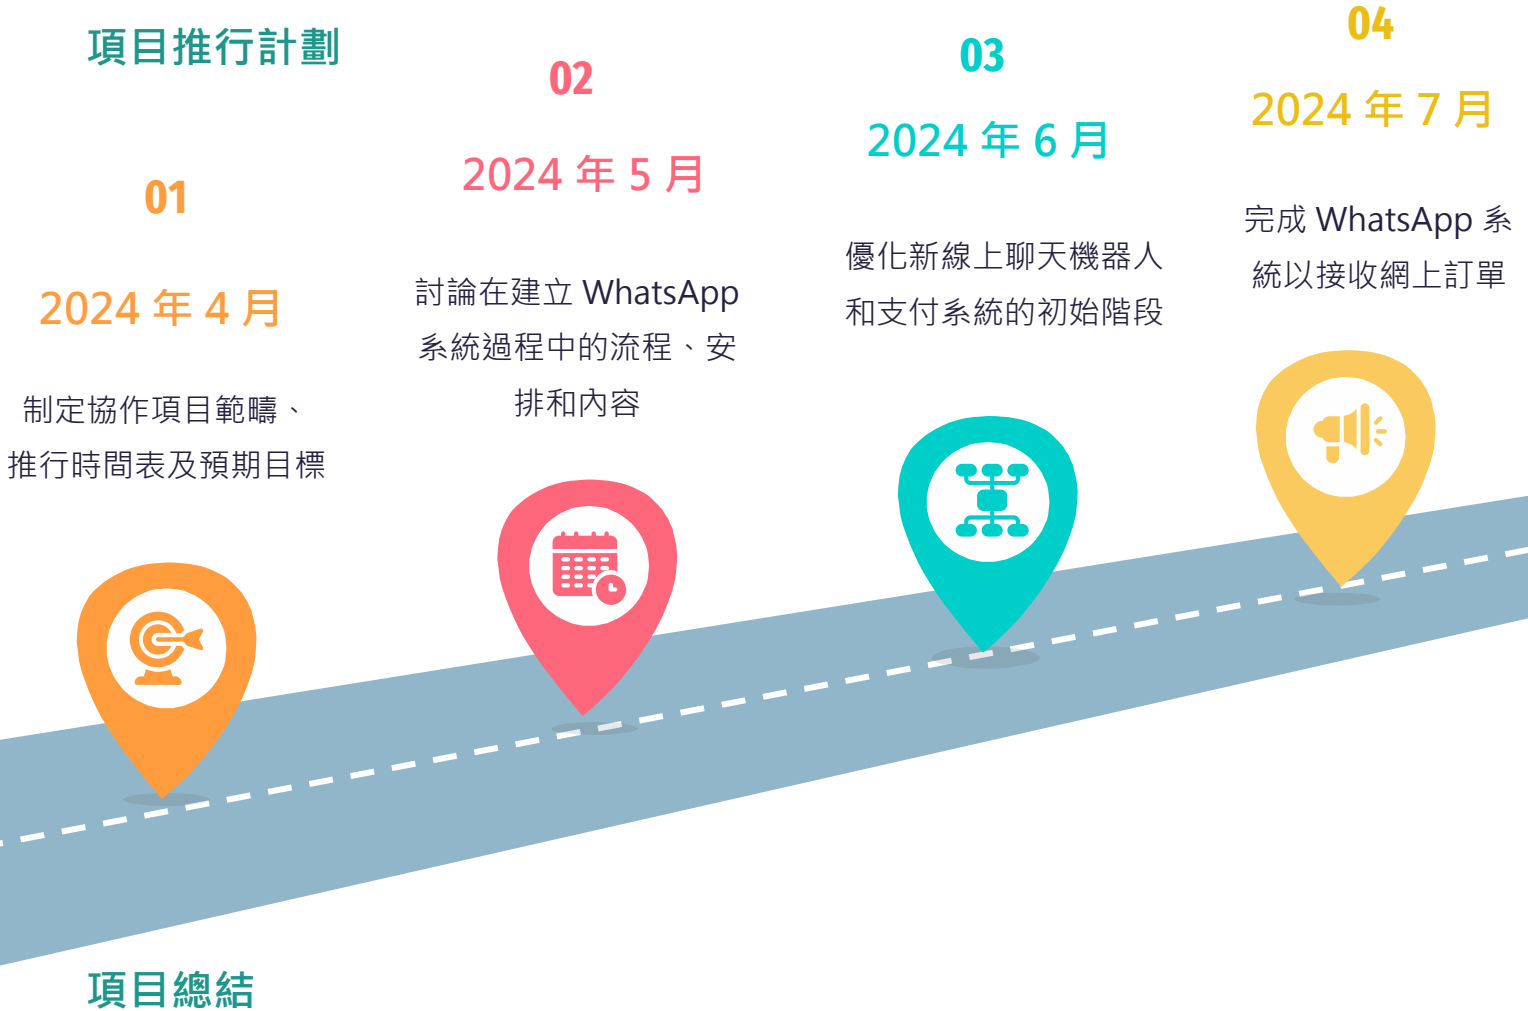 項目推行計劃
01
2024 年 4 月
制定協作項目範疇、
推行時間表及預期目標
02
2024 年 5 月
討論在建立 WhatsApp
系統過程中的流程、安
排和內容
03
2024 年 6 月
優化新線上聊天機器人
和支付系統的初始階段
04
2024 年 7 月
完成 WhatsApp 系
統以接收網上訂單
項目總結